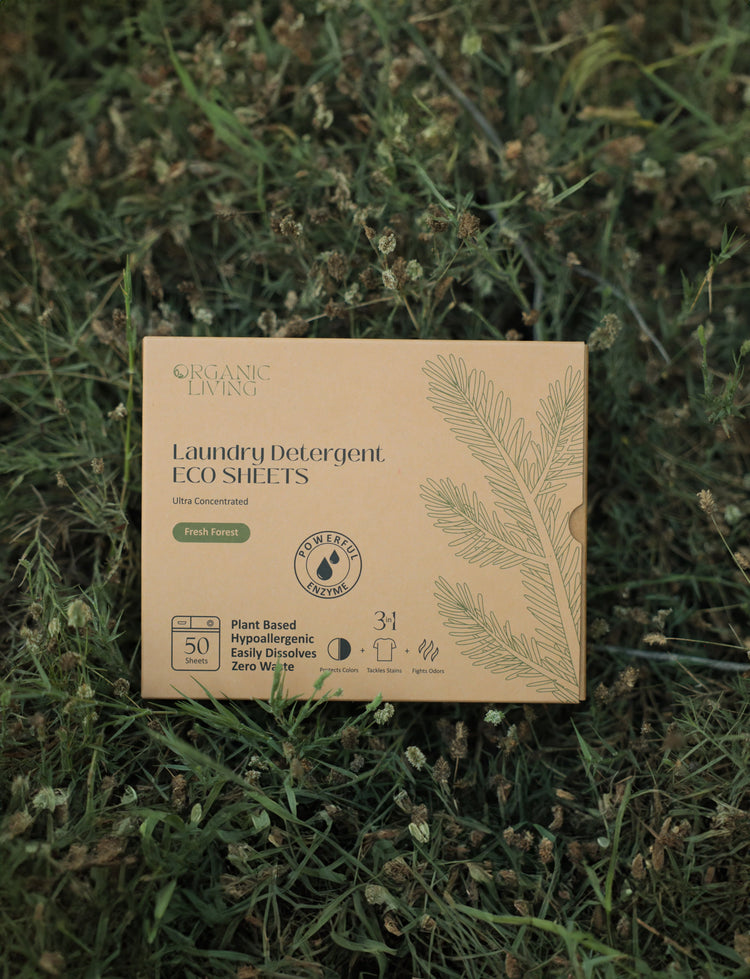 ORGANIC
LIVING
Laundry Detergent
ECO SHEETS
Ultra Concentrated
Fresh Forest
POWERFUL
ENZYME
50
Sheets
Plant Based
Hypoallergenic
Easily Dissolves
Zero Waste
3in1
Protects Colors + Tackles Stains + Fights Odors